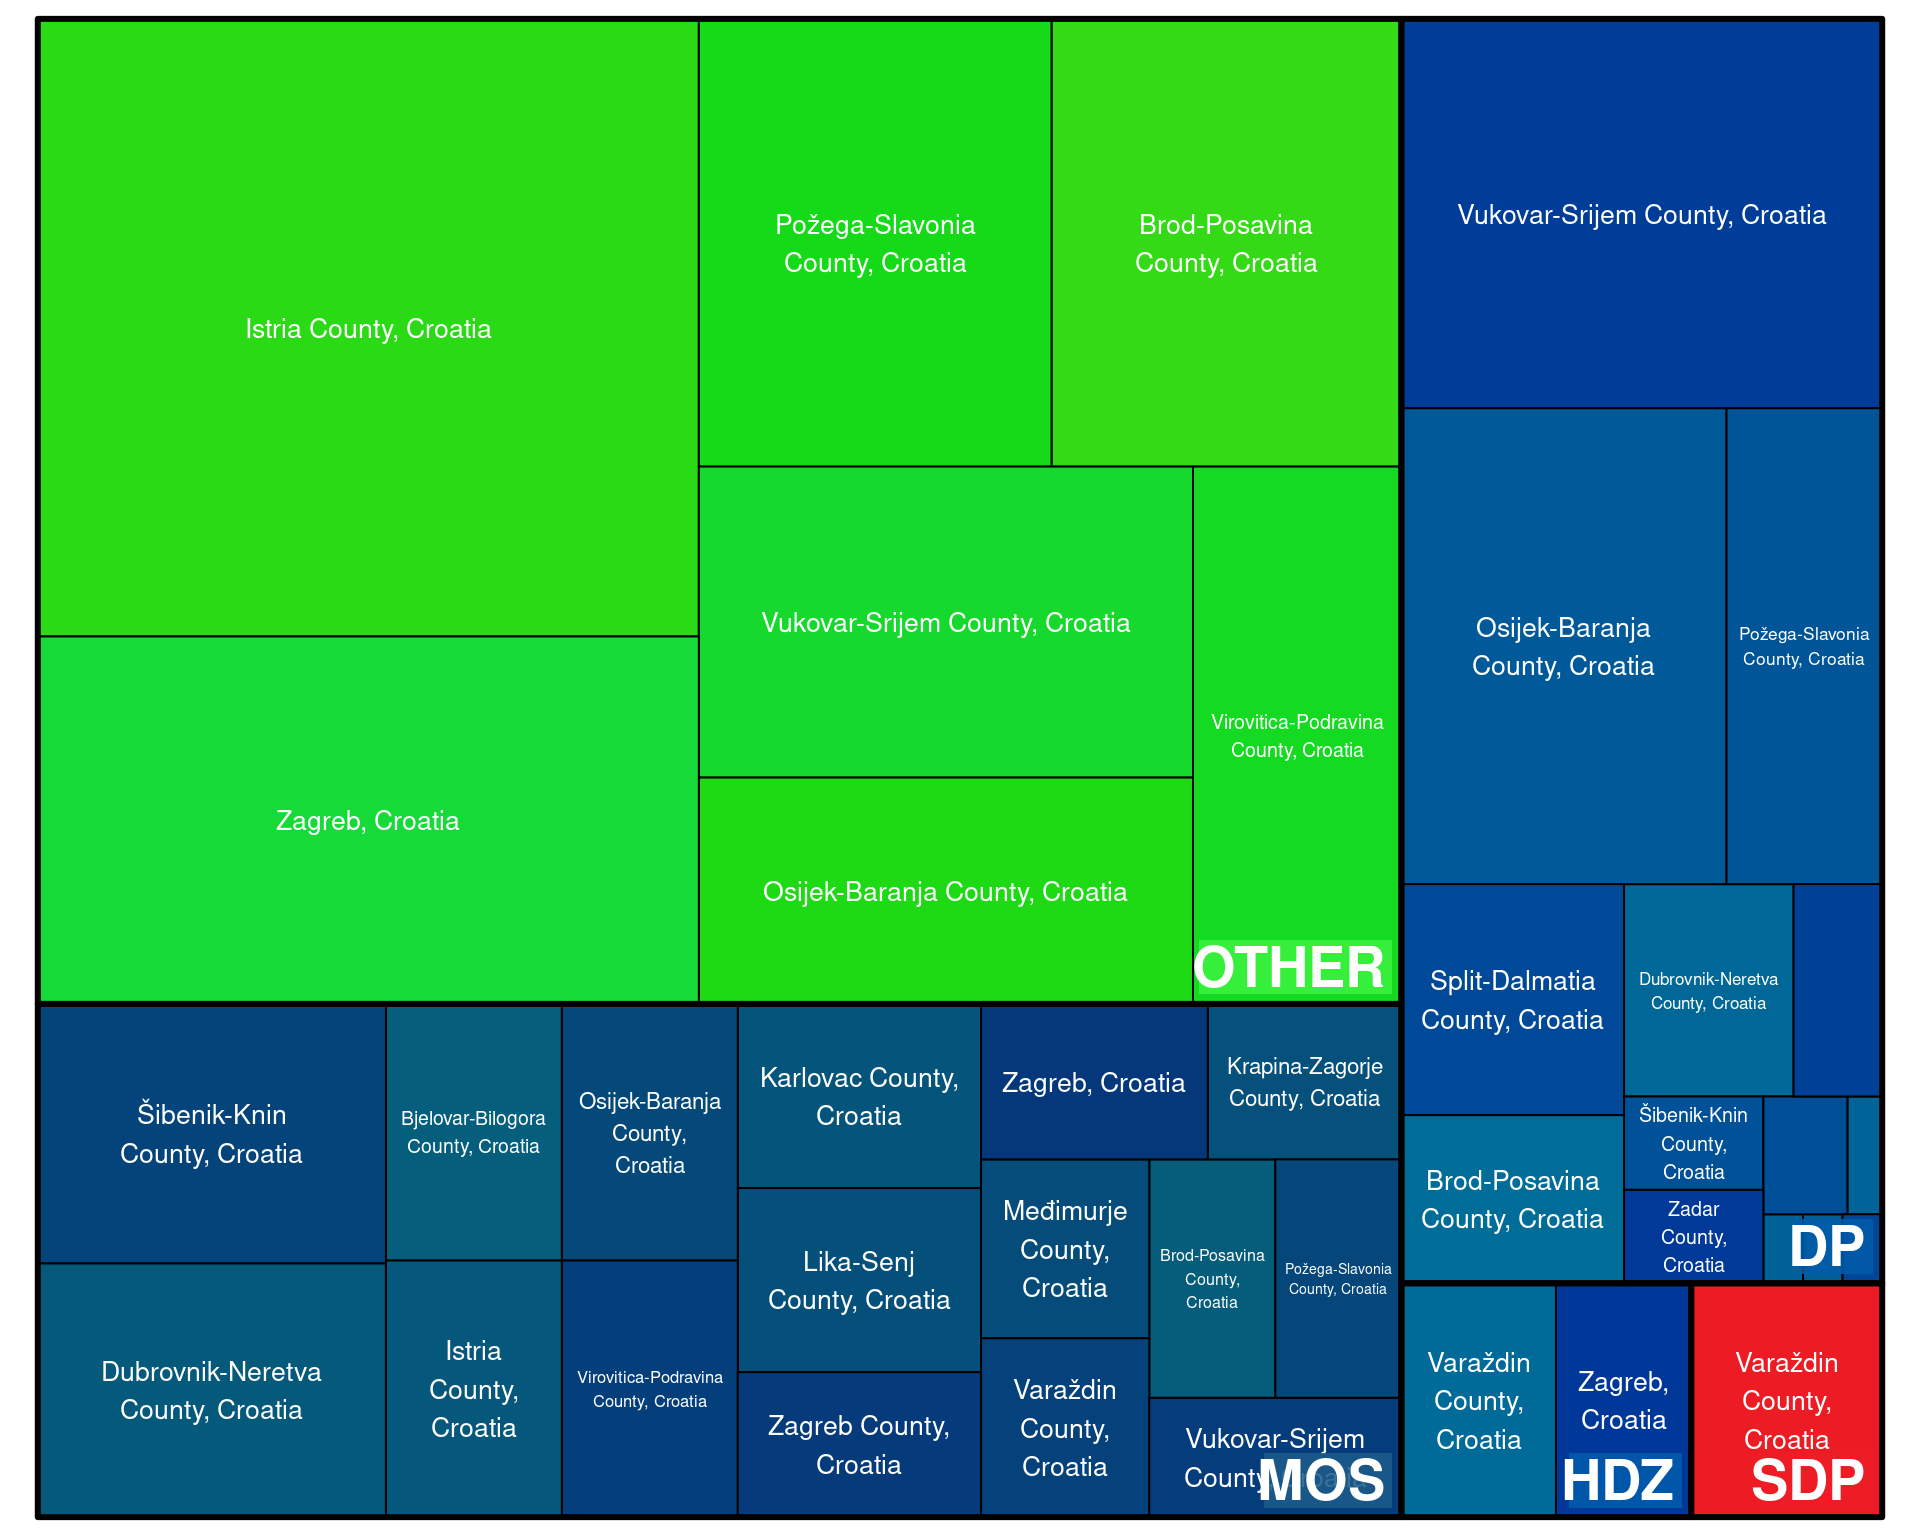 Istria County, Croatia
Zagreb, Croatia
Požega-Slavonia
County, Croatia
Brod-Posavina
County, Croatia
Vukovar-Srijem County, Croatia
Osijek-Baranja County, Croatia
Virovitica-Podravina
County, Croatia
OTHER
Vukovar-Srijem County, Croatia
Osijek-Baranja
County, Croatia
Požega-Slavonia
County, Croatia
Split-Dalmatia
County, Croatia
Dubrovnik-Neretva
County, Croatia
Brod-Posavina
County, Croatia
Šibenik-Knin
County,
Croatia
Zadar
County,
Croatia
DP
Šibenik-Knin
County, Croatia
Dubrovnik-Neretva
County, Croatia
Bjelovar-Bilogora
County, Croatia
Istria
County,
Croatia
Osijek-Baranja
County,
Croatia
Virovitica-Podravina
County, Croatia
Karlovac County,
Croatia
Lika-Senj
County, Croatia
Zagreb County,
Croatia
Zagreb, Croatia
Krapina-Zagorje
County, Croatia
Međimurje
County,
Croatia
Varaždin
County,
Croatia
Brod-Posavina
County,
Croatia
Požega-Slavonia
County, Croatia
Vukovar-Srijem
County
MOS
Varaždin
County,
Croatia
Zagreb,
Croatia
HDZ
Varaždin
County,
Croatia
SDP